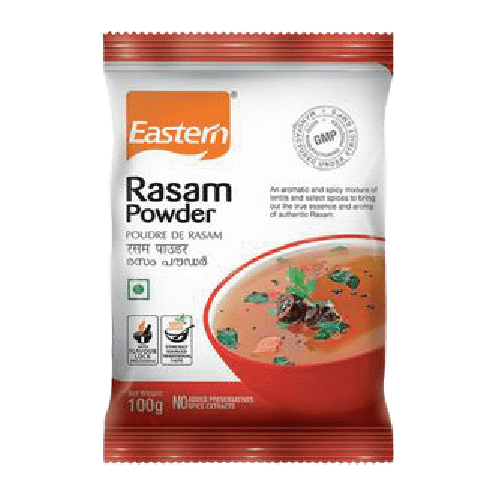 Eastern
®
GMP
Rasam
Powder
POUDRE DE RASAM
रसम पाउडर
രസം പൗഡർ
An aromatic and spicy mixture of
lentils and select spices to bring
out the true essence and aroma
of authentic Rasam.
Net Weight:
100g
NO ADDED PRESERVATIVES
SPICE EXTRACTS